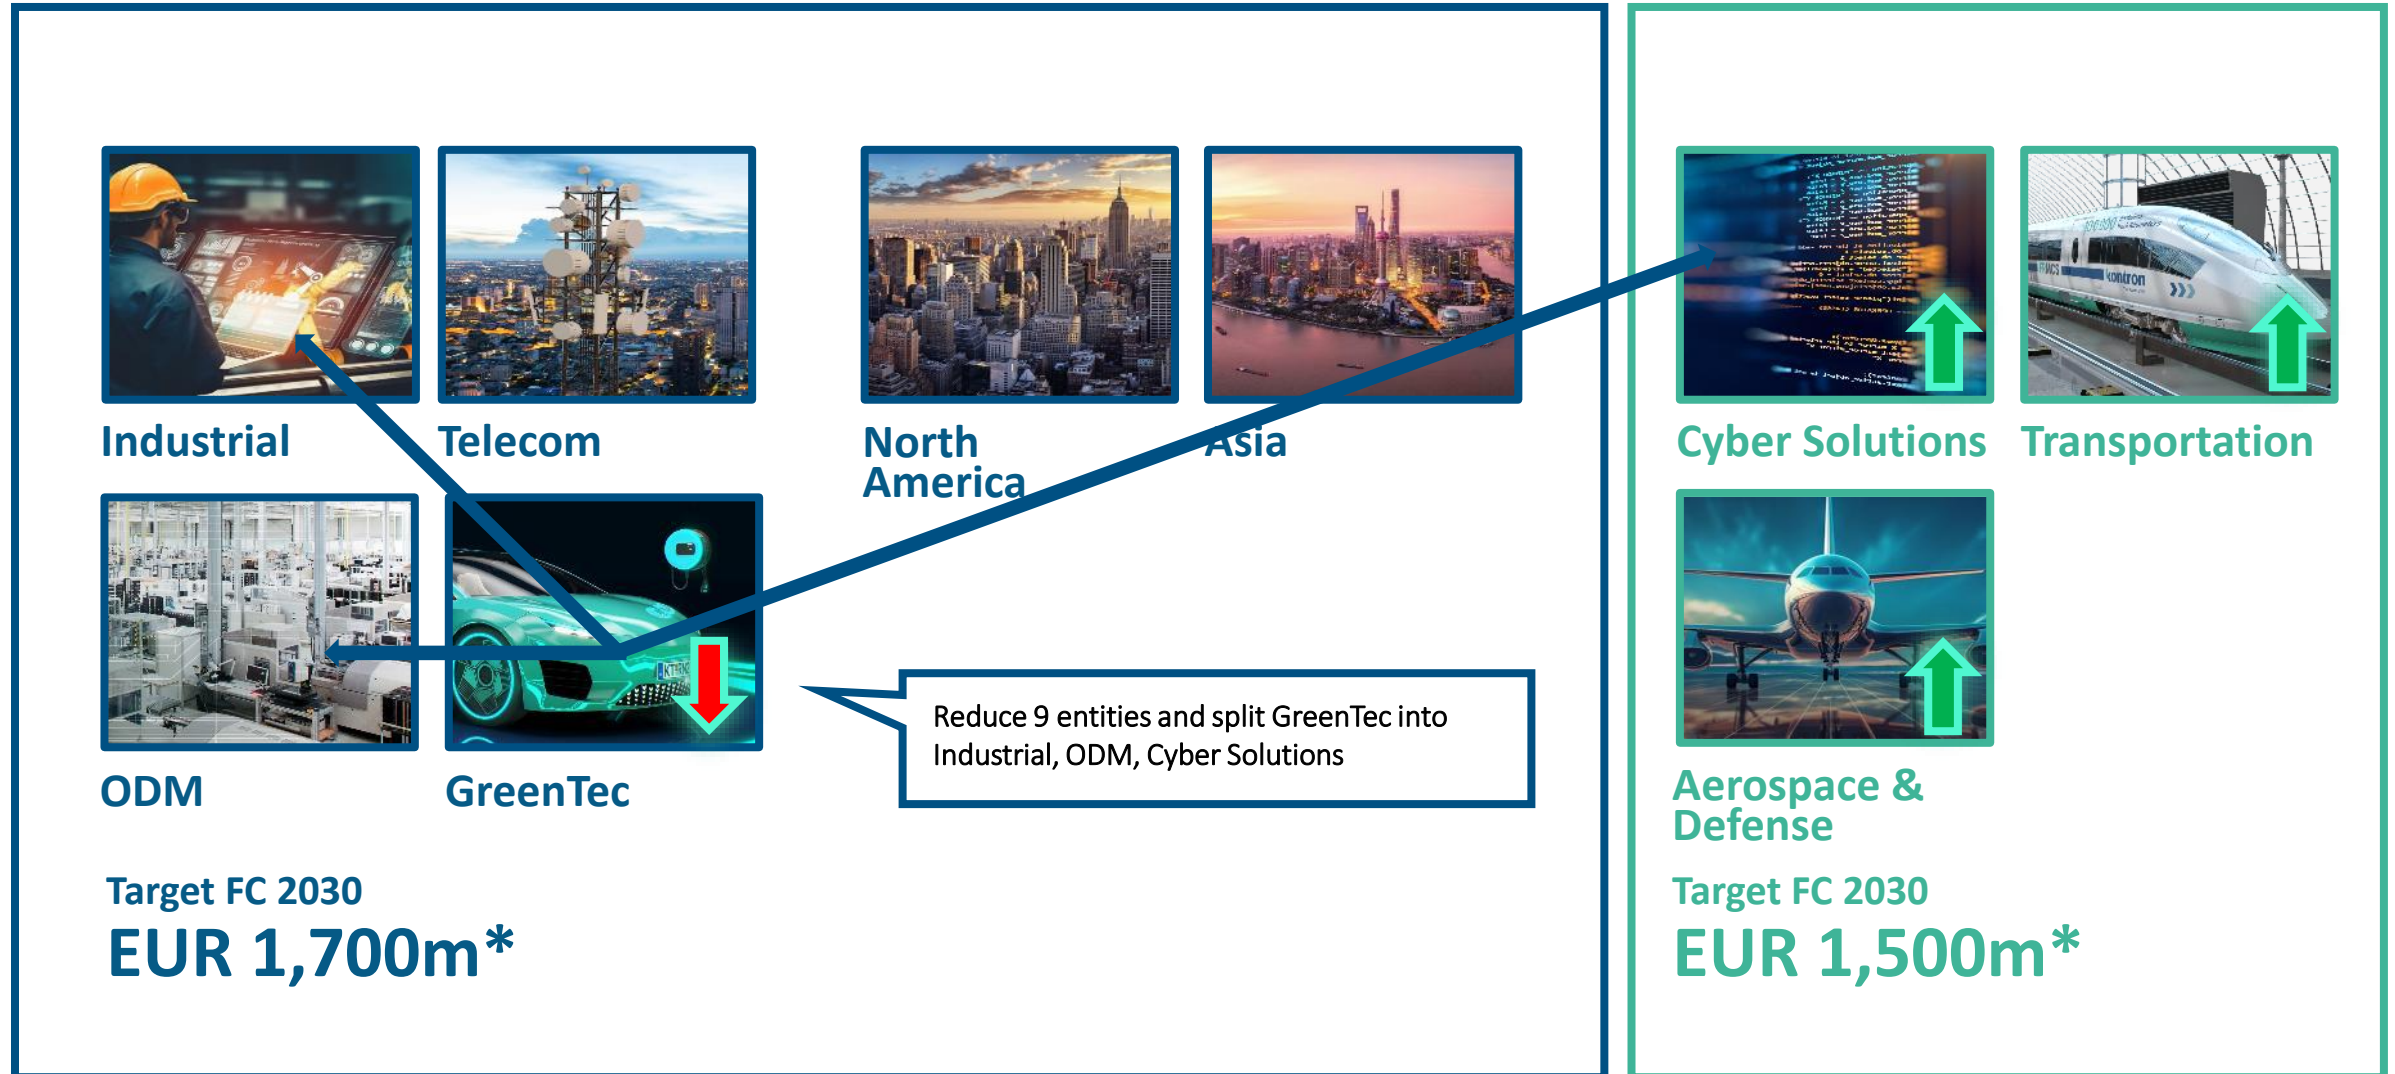 Industrial
Telecom
North
America
Asia
ODM
GreenTec
Reduce 9 entities and split GreenTec into
Industrial, ODM, Cyber Solutions
Target FC 2030
EUR 1,700m*
kontron
Cyber Solutions
Transportation
Aerospace &
Defense
Target FC 2030
EUR 1,500m*